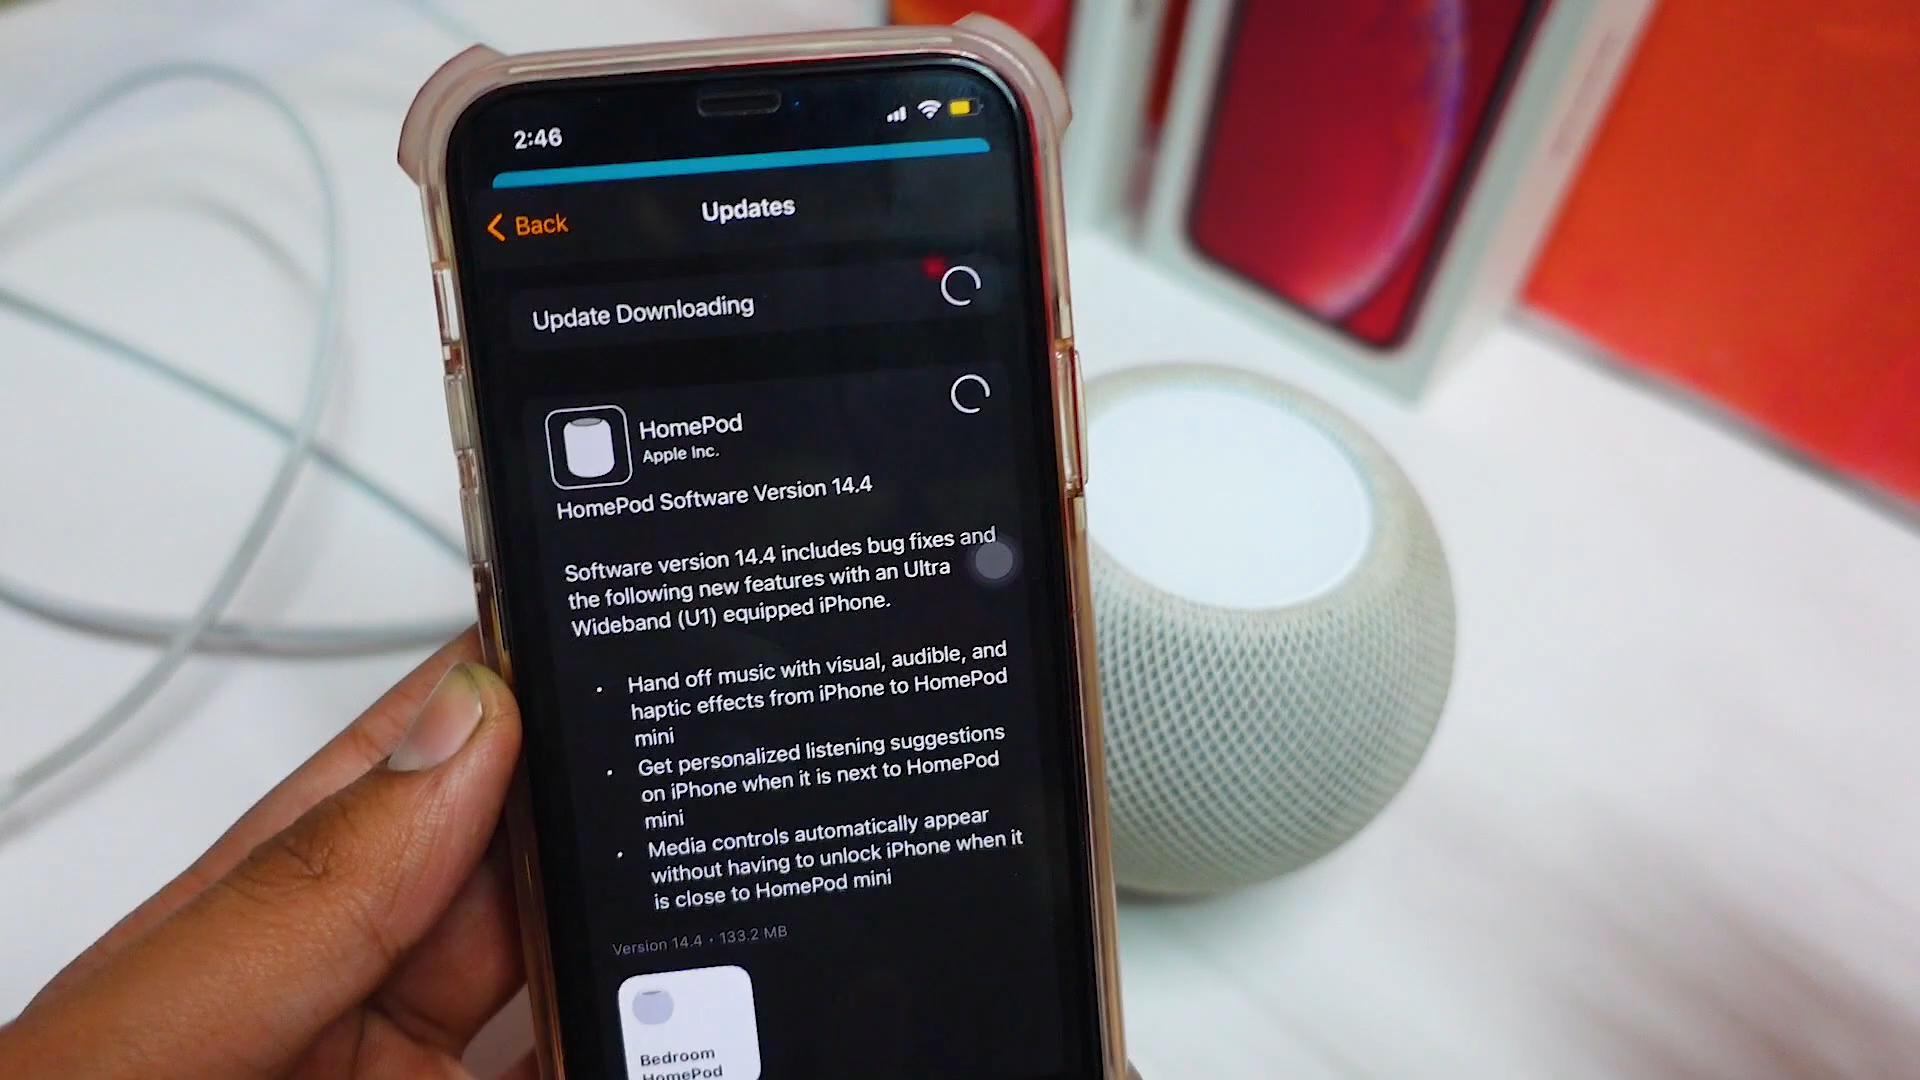 2:46
Back
Updates
Update Downloading
HomePod
Apple Inc.
HomePod Software Version 14.4
Software version 14.4 includes bug fixes and
the following new features with an Ultra
Wideband (U1) equipped iPhone.
• Hand off music with visual, audible, and
haptic effects from iPhone to HomePod
mini
• Get personalized listening suggestions
on iPhone when it is next to HomePod
mini
• Media controls automatically appear
without having to unlock iPhone when it
is close to HomePod mini
Version 14.4 • 133.2 MB
Bedroom
HomePod